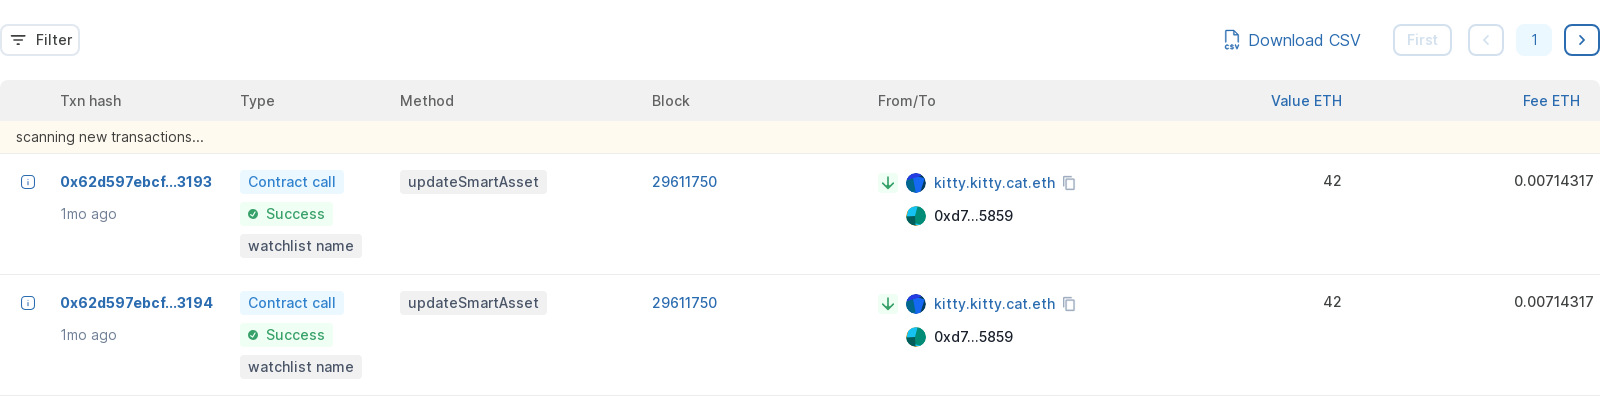 Filter
CSV Download CSV First 1
Txn hash Type Method Block From/To Value ETH Fee ETH
scanning new transactions...
0x62d597ebcf...3193 Contract call updateSmartAsset 29611750 kitty.kitty.cat.eth 42 0.00714317
1mo ago Success 0xd7...5859
watchlist name
0x62d597ebcf...3194 Contract call updateSmartAsset 29611750 kitty.kitty.cat.eth 42 0.00714317
1mo ago Success 0xd7...5859
watchlist name